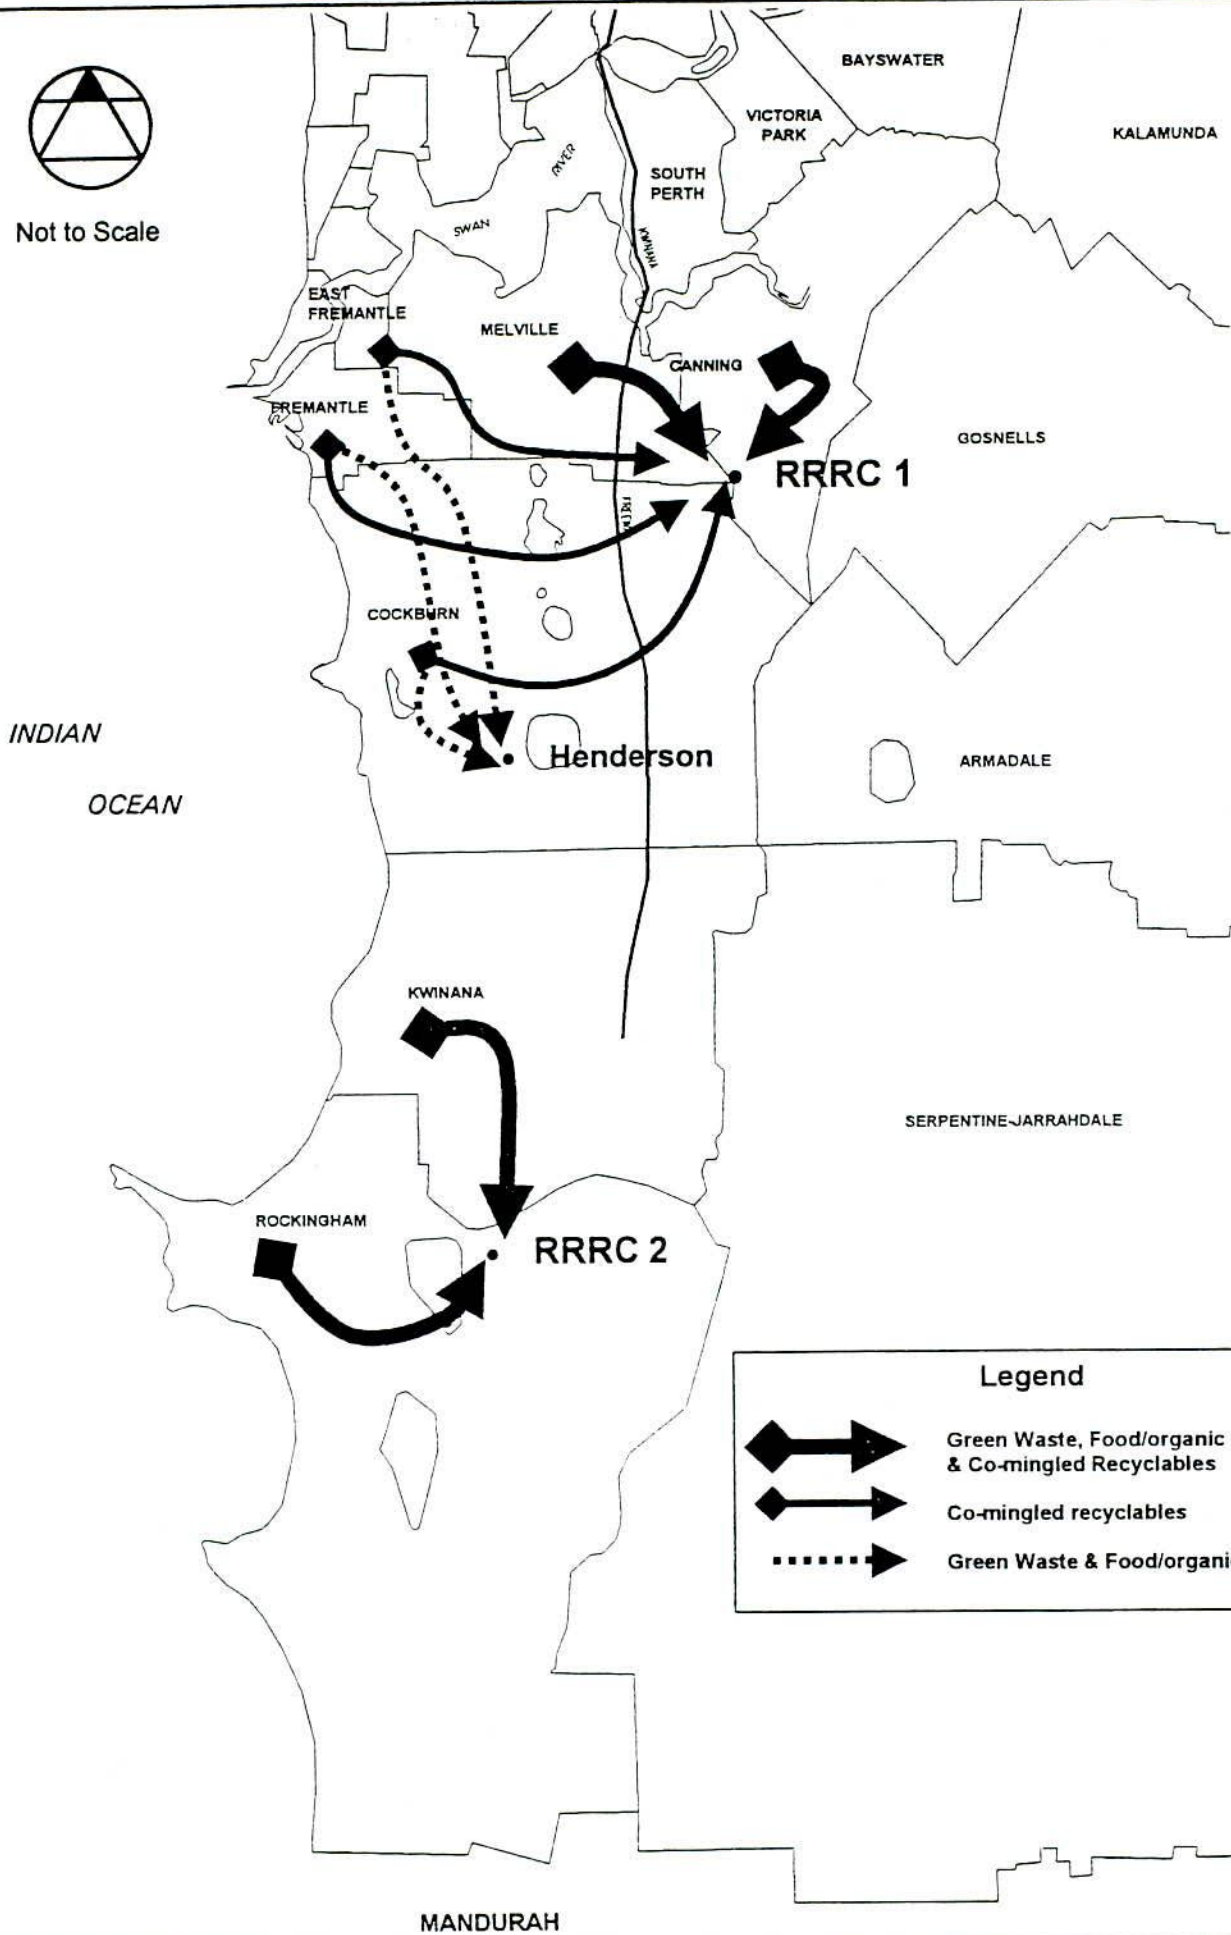 BAYSWATER
VICTORIA
PARK
KALAMUNDA
RIVER
SOUTH
PERTH
SWAN
Not to Scale
KWINANA
EAST
FREMANTLE
MELVILLE
CANNING
FREMANTLE
GOSNELLS
RRRC 1
COCKBURN
INDIAN
OCEAN
Henderson
ARMADALE
KWINANA
SERPENTINE-JARRAHDALE
ROCKINGHAM
RRRC 2
Legend
Green Waste, Food/organic
& Co-mingled Recyclables
Co-mingled recyclables
Green Waste & Food/organi
MANDURAH